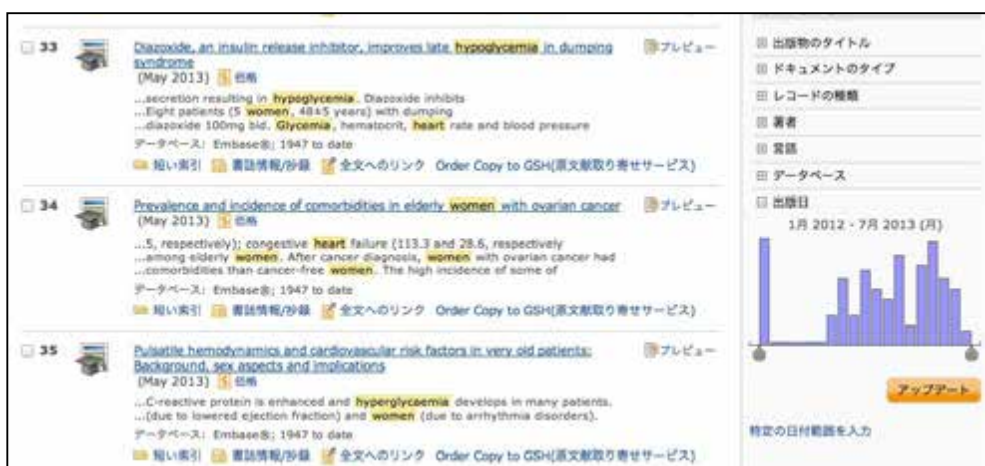 33
Diazoxide, an insulin release inhibitor, improves late hypoglycemia in dumping
syndrome
プレビュー
(May 2013) $ 価格
...secretion resulting in hypoglycemia. Diazoxide inhibits
...Eight patients (5 women, 48±5 years) with dumping
...diazoxide 100mg bid. Glycemia, hematocrit, heart rate and blood pressure
データベース: Embase®; 1947 to date
短い索引 書誌情報/抄録 全文へのリンク Order Copy to GSH(原文献取り寄せサービス)
34
Prevalence and incidence of comorbidities in elderly women with ovarian cancer
プレビュー
(May 2013) $ 価格
...5, respectively); congestive heart failure (113.3 and 28.6, respectively
...among elderly women. After cancer diagnosis, women with ovarian cancer had
...comorbidities than cancer-free women. The high incidence of some of
データベース: Embase®; 1947 to date
短い索引 書誌情報/抄録 全文へのリンク Order Copy to GSH(原文献取り寄せサービス)
35
Pulsatile hemodynamics and cardiovascular risk factors in very old patients:
Background, sex aspects and implications
プレビュー
(May 2013) $ 価格
...C-reactive protein is enhanced and hyperglycaemia develops in many patients.
...(due to lowered ejection fraction) and women (due to arrhythmia disorders).
データベース: Embase®; 1947 to date
短い索引 書誌情報/抄録 全文へのリンク Order Copy to GSH(原文献取り寄せサービス)
出版物のタイトル
ドキュメントのタイプ
レコードの種類
著者
言語
データベース
出版日
1月 2012 - 7月 2013 (月)
アップデート
特定の日付範囲を入力